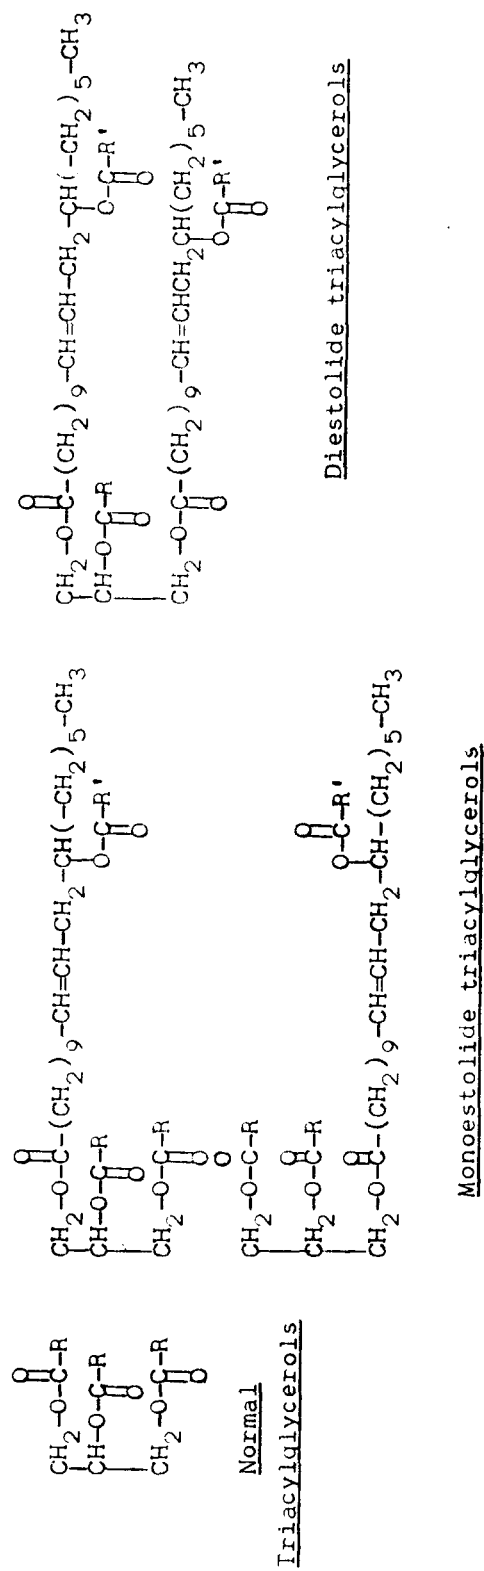 O
CH2-O-C-R
CH-O-C-R
O
CH2-O-C-R
O
Normal
Triacylglycerols
O
CH2-O-C-(CH2)9-CH=CH-CH2-CH(-CH2)5-CH3
CH-O-C-R O-C-R'
O O
CH2-O-C-R
O
O
CH2-O-C-R
O O
CH2-O-C-R O-C-R'
O
CH2-O-C-(CH2)9-CH=CH-CH2-CH-(CH2)5-CH3
Monoestolide triacylglycerols
O
CH2-O-C-(CH2)9-CH=CH-CH2-CH(-CH2)5-CH3
CH-O-C-R O-C-R'
O O
CH2-O-C-(CH2)9-CH=CHCH2CH(CH2)5-CH3
O O-C-R'
O
Diestolide triacylglycerols